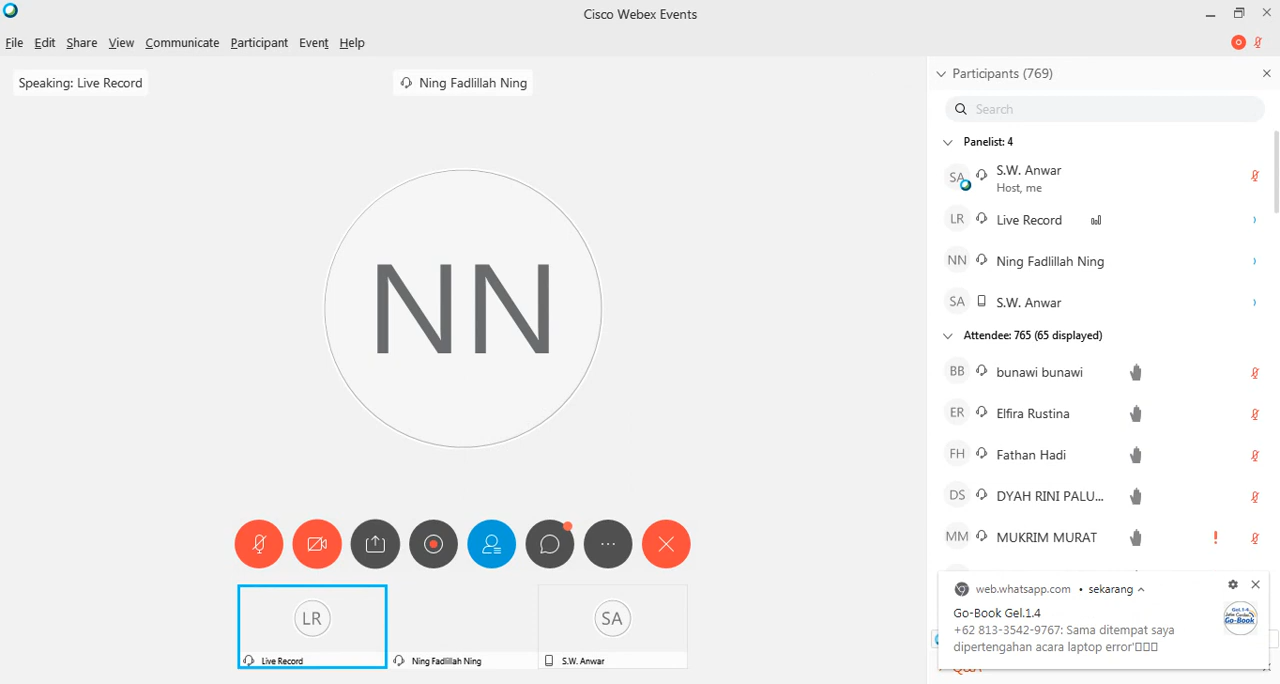 Cisco Webex Events
File Edit Share View Communicate Participant Event Help
Speaking: Live Record
Ning Fadlillah Ning
NN
LR
Live Record
Ning Fadlillah Ning
SA
S.W. Anwar
Participants (769)
Search
Panelist: 4
SA
S.W. Anwar
Host, me
LR
Live Record
NN
Ning Fadlillah Ning
SA
S.W. Anwar
Attendee: 765 (65 displayed)
BB
bunawi bunawi
ER
Elfira Rustina
FH
Fathan Hadi
DS
DYAH RINI PALU...
MM
MUKRIM MURAT
web.whatsapp.com • sekarang
Go-Book Gel.1.4
+62 813-3542-9767: Sama ditempat saya
dipertengahan acara laptop error'▯▯▯
Gel.1-4
Go-Book
Q&A